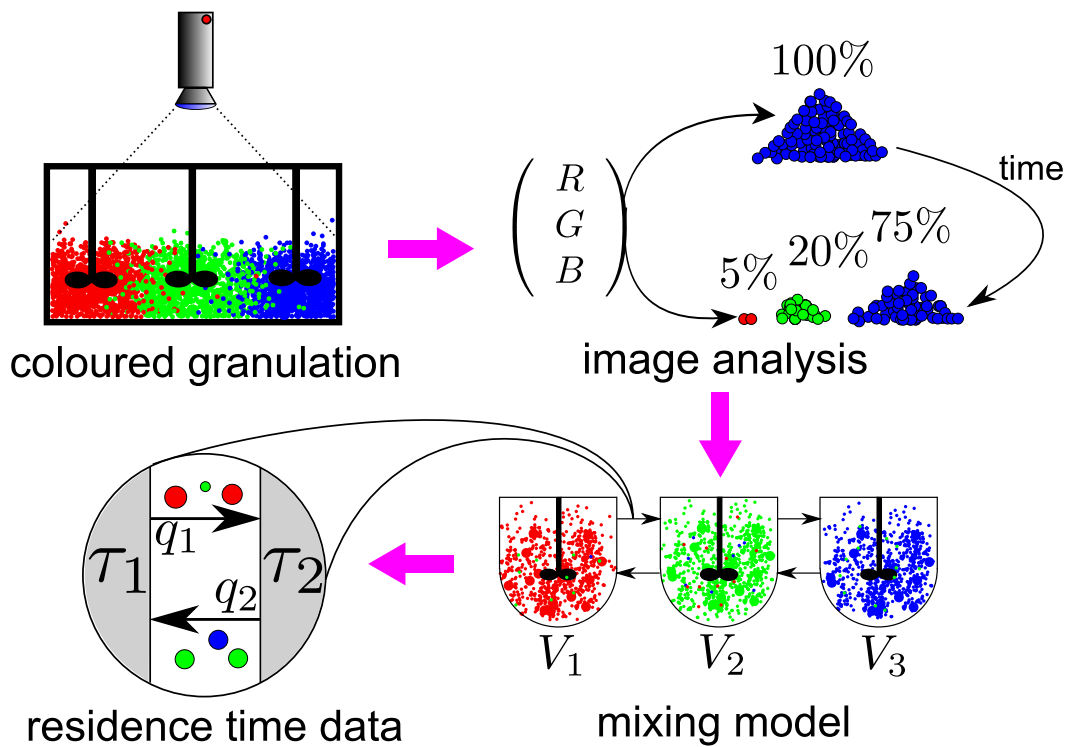 100%
time
R
G
B
75%
20%
5%
coloured granulation
image analysis
q₁
τ₁
τ₂
q₂
V₁
V₂
V₃
residence time data
mixing model